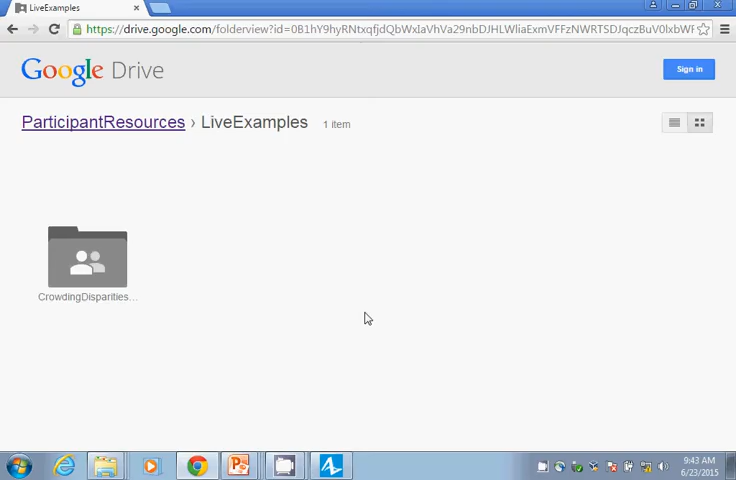 LiveExamples
https://drive.google.com/folderview?id=
Google Drive
Sign in
ParticipantResources › LiveExamples 1 item
CrowdingDisparities...
9:43 AM
6/23/2015